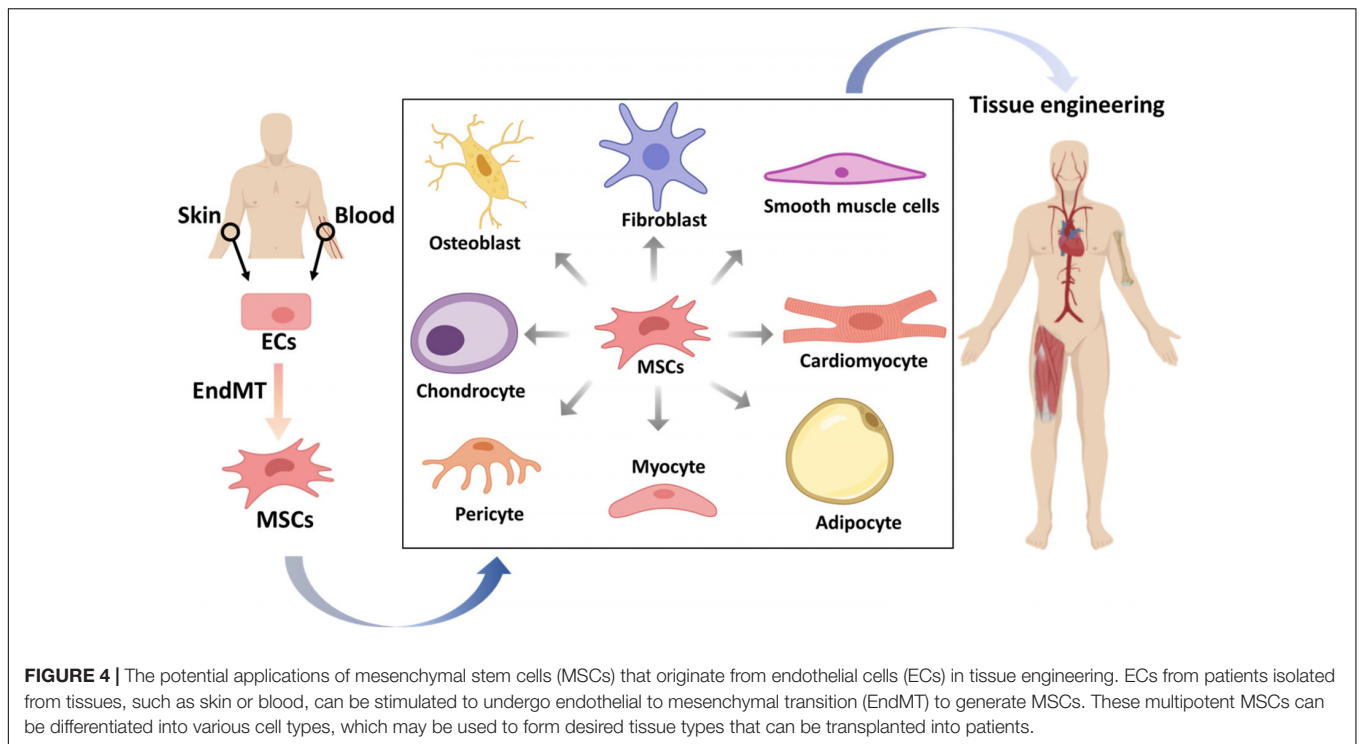 Tissue engineering
Skin
Blood
ECs
EndMT
MSCs
Osteoblast
Fibroblast
Smooth muscle cells
Chondrocyte
MSCs
Cardiomyocyte
Pericyte
Myocyte
Adipocyte
FIGURE 4 | The potential applications of mesenchymal stem cells (MSCs) that originate from endothelial cells (ECs) in tissue engineering. ECs from patients isolated
from tissues, such as skin or blood, can be stimulated to undergo endothelial to mesenchymal transition (EndMT) to generate MSCs. These multipotent MSCs can
be differentiated into various cell types, which may be used to form desired tissue types that can be transplanted into patients.